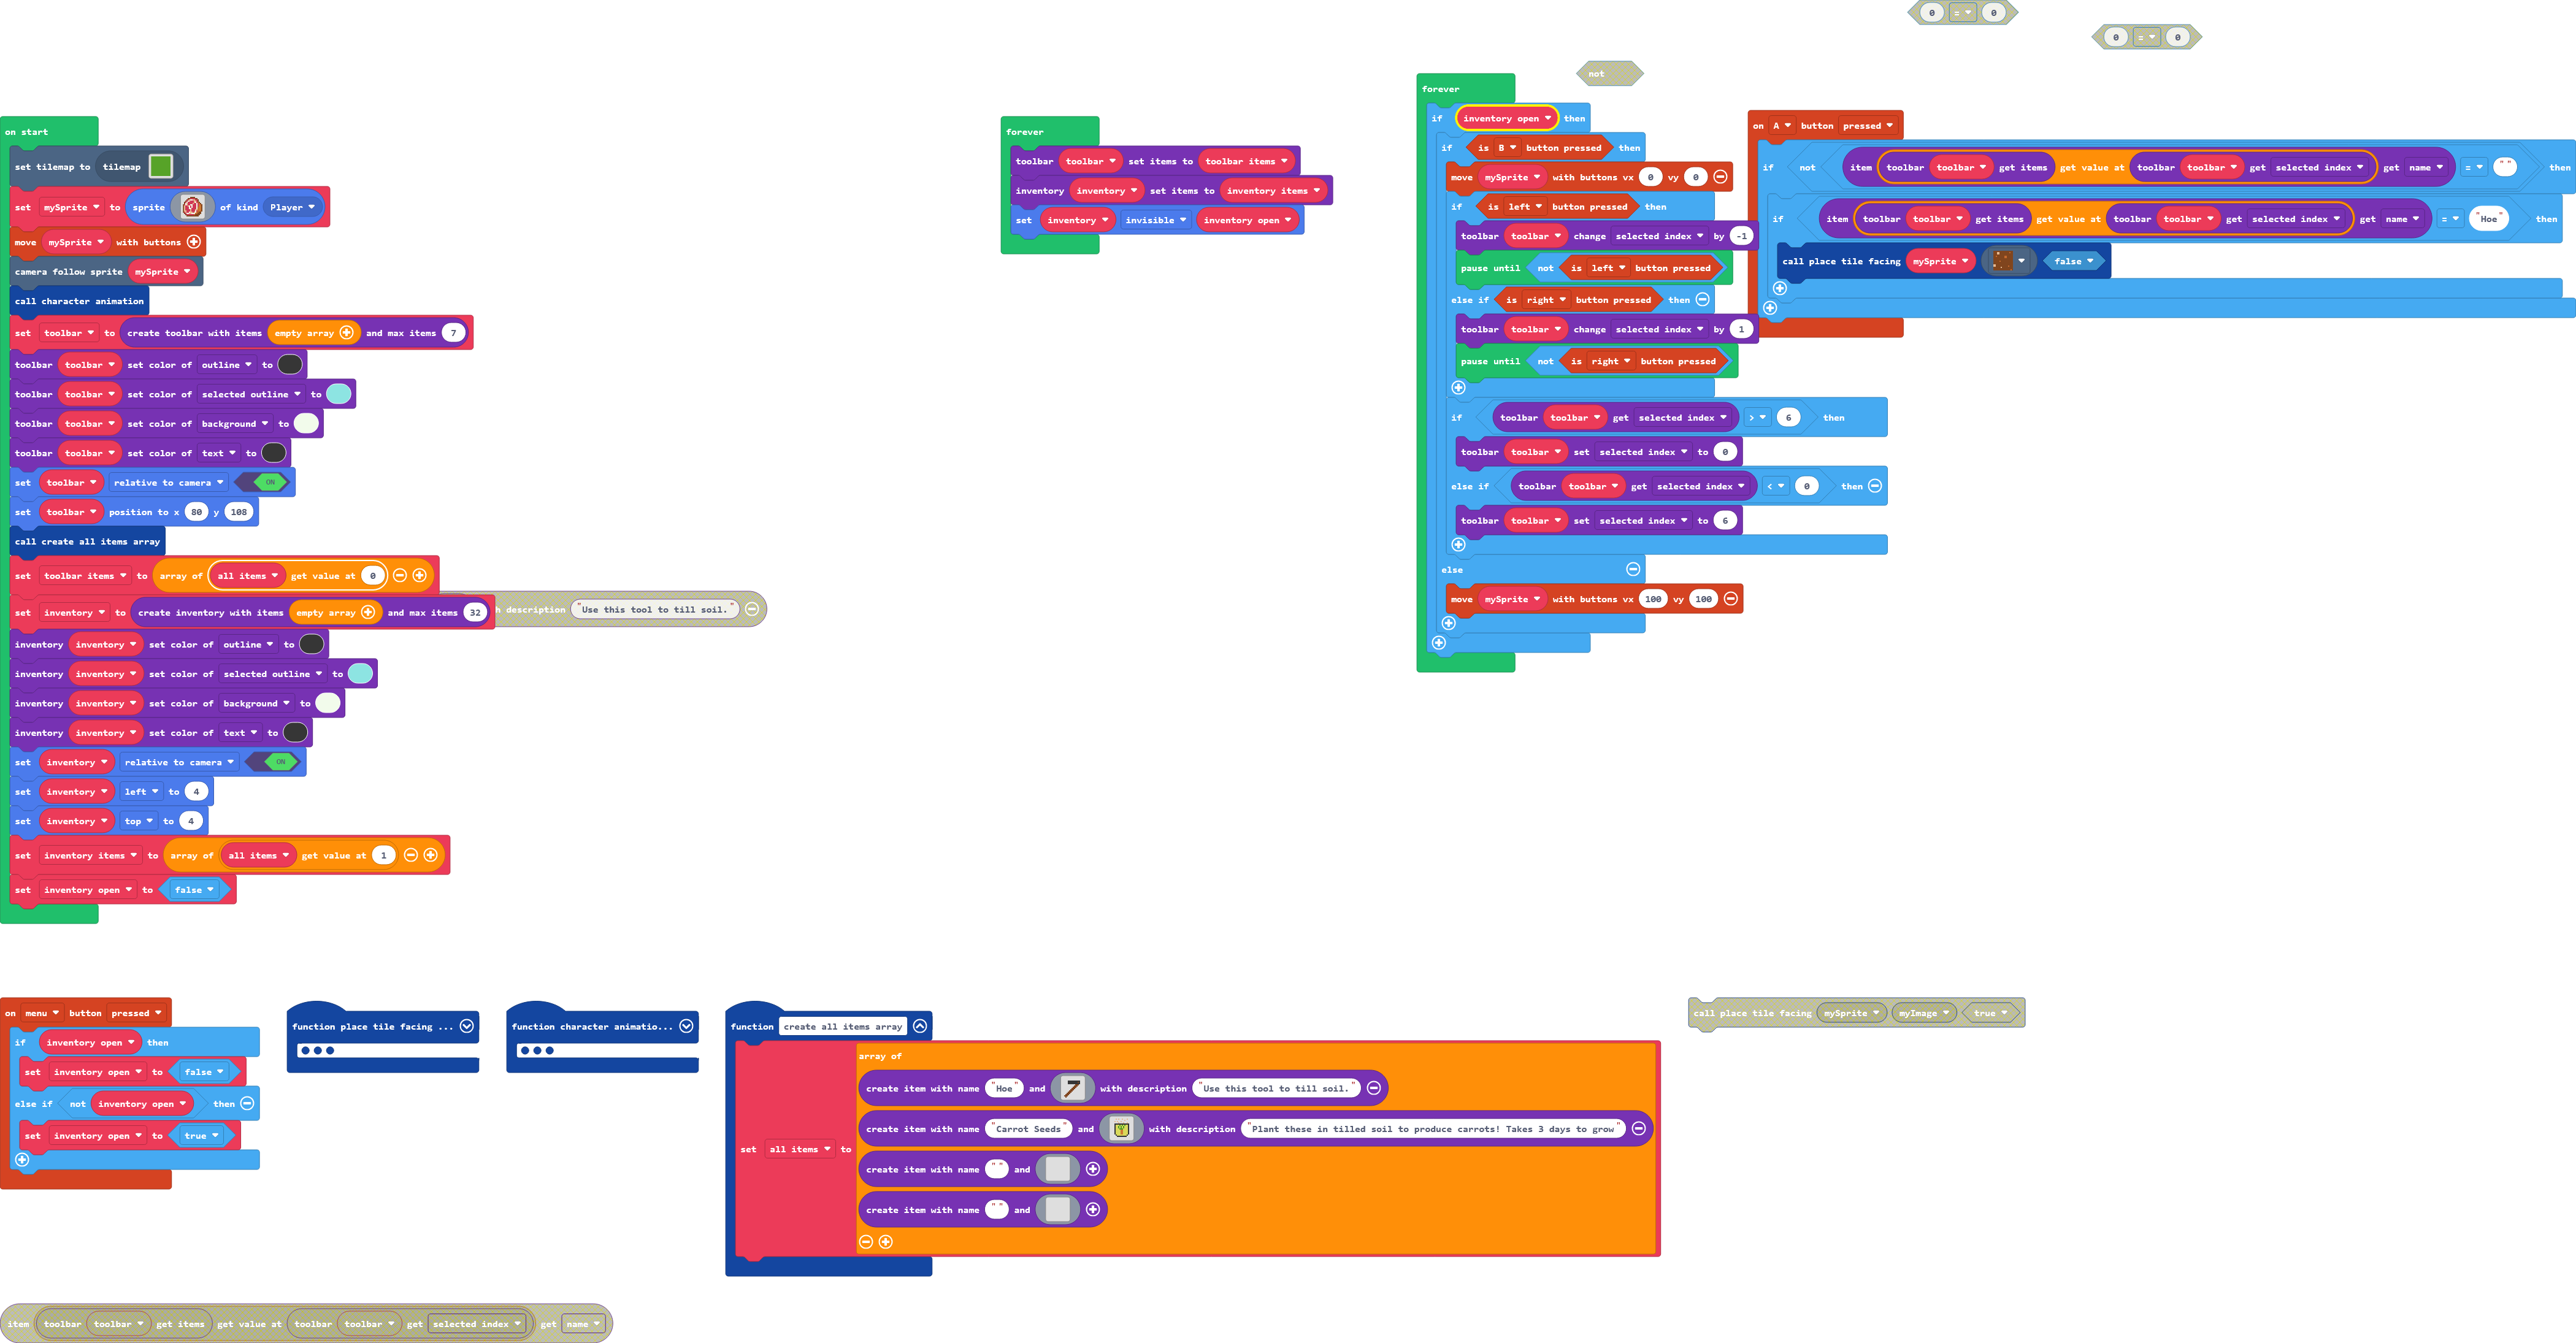 on start
set tilemap to tilemap
set mySprite to sprite of kind Player
move mySprite with buttons
camera follow sprite mySprite
call character animation
set toolbar to create toolbar with items empty array and max items 7
toolbar toolbar set color of outline to
toolbar toolbar set color of selected outline to
toolbar toolbar set color of background to
toolbar toolbar set color of text to
set toolbar relative to camera ON
set toolbar position to x 80 y 108
call create all items array
set toolbar items to array of all items get value at 0
set inventory to create inventory with items empty array and max items 32
h description "Use this tool to till soil."
inventory inventory set color of outline to
inventory inventory set color of selected outline to
inventory inventory set color of background to
inventory inventory set color of text to
set inventory relative to camera ON
set inventory left to 4
set inventory top to 4
set inventory items to array of all items get value at 1
set inventory open to false
forever
toolbar toolbar set items to toolbar items
inventory inventory set items to inventory items
set inventory invisible inventory open
0 = 0
0 = 0
not
forever
if inventory open then
if is B button pressed then
move mySprite with buttons vx 0 vy 0
if is left button pressed then
toolbar toolbar change selected index by -1
pause until not is left button pressed
else if is right button pressed then
toolbar toolbar change selected index by 1
pause until not is right button pressed
if toolbar toolbar get selected index > 6 then
toolbar toolbar set selected index to 0
else if toolbar toolbar get selected index < 0 then
toolbar toolbar set selected index to 6
else
move mySprite with buttons vx 100 vy 100
on A button pressed
if not item toolbar toolbar get items get value at toolbar toolbar get selected index get name = "" then
if item toolbar toolbar get items get value at toolbar toolbar get selected index get name = "Hoe" then
call place tile facing mySprite false
on menu button pressed
if inventory open then
set inventory open to false
else if not inventory open then
set inventory open to true
function place tile facing ...
function character animatio...
function create all items array
set all items to array of
create item with name "Hoe" and with description "Use this tool to till soil."
create item with name "Carrot Seeds" and with description "Plant these in tilled soil to produce carrots! Takes 3 days to grow"
create item with name "" and
create item with name "" and
call place tile facing mySprite myImage true
item toolbar toolbar get items get value at toolbar toolbar get selected index get name